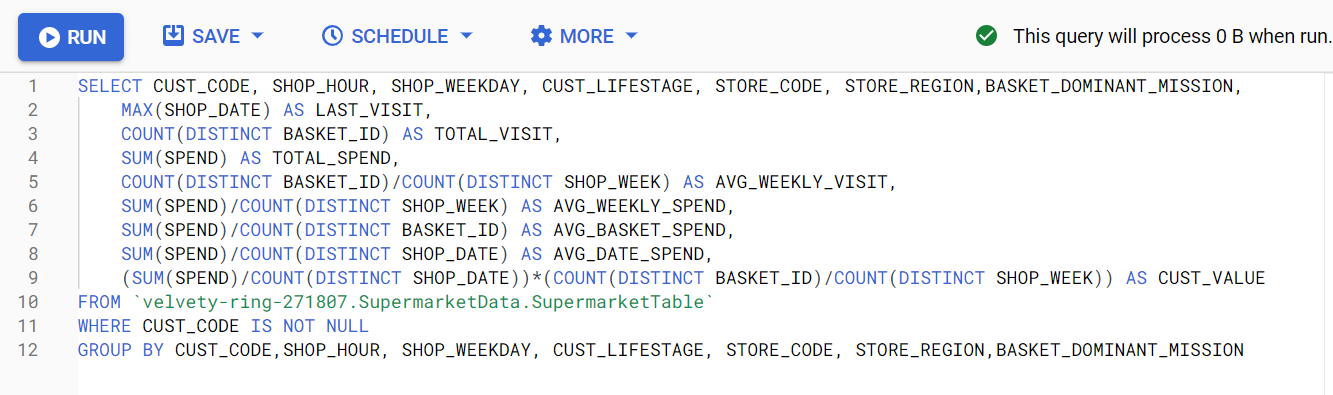 RUN SAVE SCHEDULE MORE This query will process 0 B when run.
1 SELECT CUST_CODE, SHOP_HOUR, SHOP_WEEKDAY, CUST_LIFESTAGE, STORE_CODE, STORE_REGION,BASKET_DOMINANT_MISSION,
2 MAX(SHOP_DATE) AS LAST_VISIT,
3 COUNT(DISTINCT BASKET_ID) AS TOTAL_VISIT,
4 SUM(SPEND) AS TOTAL_SPEND,
5 COUNT(DISTINCT BASKET_ID)/COUNT(DISTINCT SHOP_WEEK) AS AVG_WEEKLY_VISIT,
6 SUM(SPEND)/COUNT(DISTINCT SHOP_WEEK) AS AVG_WEEKLY_SPEND,
7 SUM(SPEND)/COUNT(DISTINCT BASKET_ID) AS AVG_BASKET_SPEND,
8 SUM(SPEND)/COUNT(DISTINCT SHOP_DATE) AS AVG_DATE_SPEND,
9 (SUM(SPEND)/COUNT(DISTINCT SHOP_DATE))*(COUNT(DISTINCT BASKET_ID)/COUNT(DISTINCT SHOP_WEEK)) AS CUST_VALUE
10 FROM `velvety-ring-271807.SupermarketData.SupermarketTable`
11 WHERE CUST_CODE IS NOT NULL
12 GROUP BY CUST_CODE,SHOP_HOUR, SHOP_WEEKDAY, CUST_LIFESTAGE, STORE_CODE, STORE_REGION,BASKET_DOMINANT_MISSION